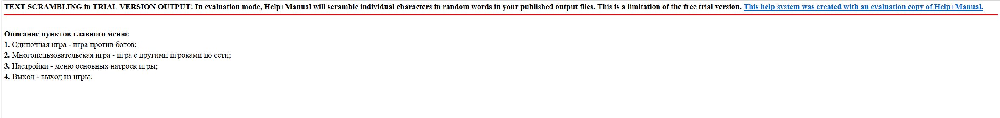 TEXT SCRAMBLING in TRIAL VERSION OUTPUT! In evaluation mode, Help+Manual will scramble individual characters in random words in your published output files. This is a limitation of the free trial version. This help system was created with an evaluation copy of Help+Manual.
Описание пунктов главного меню:
1. Одиночная игра - игра против ботов;
2. Многопользовательская игра - игра с другими игроками по сети;
3. Настройки - меню основных натроек игры;
4. Выход - выход из игры.